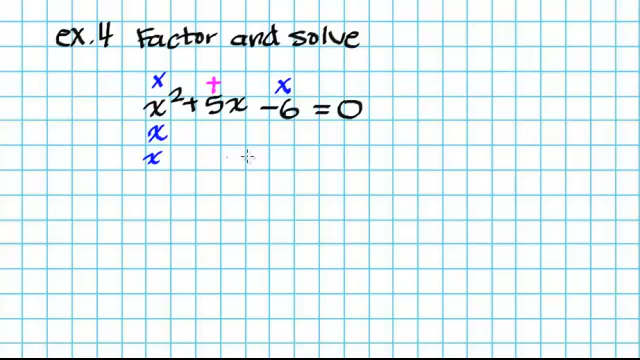 ex.4 Factor and solve
x + x
x² + 5x - 6 = 0
x
x